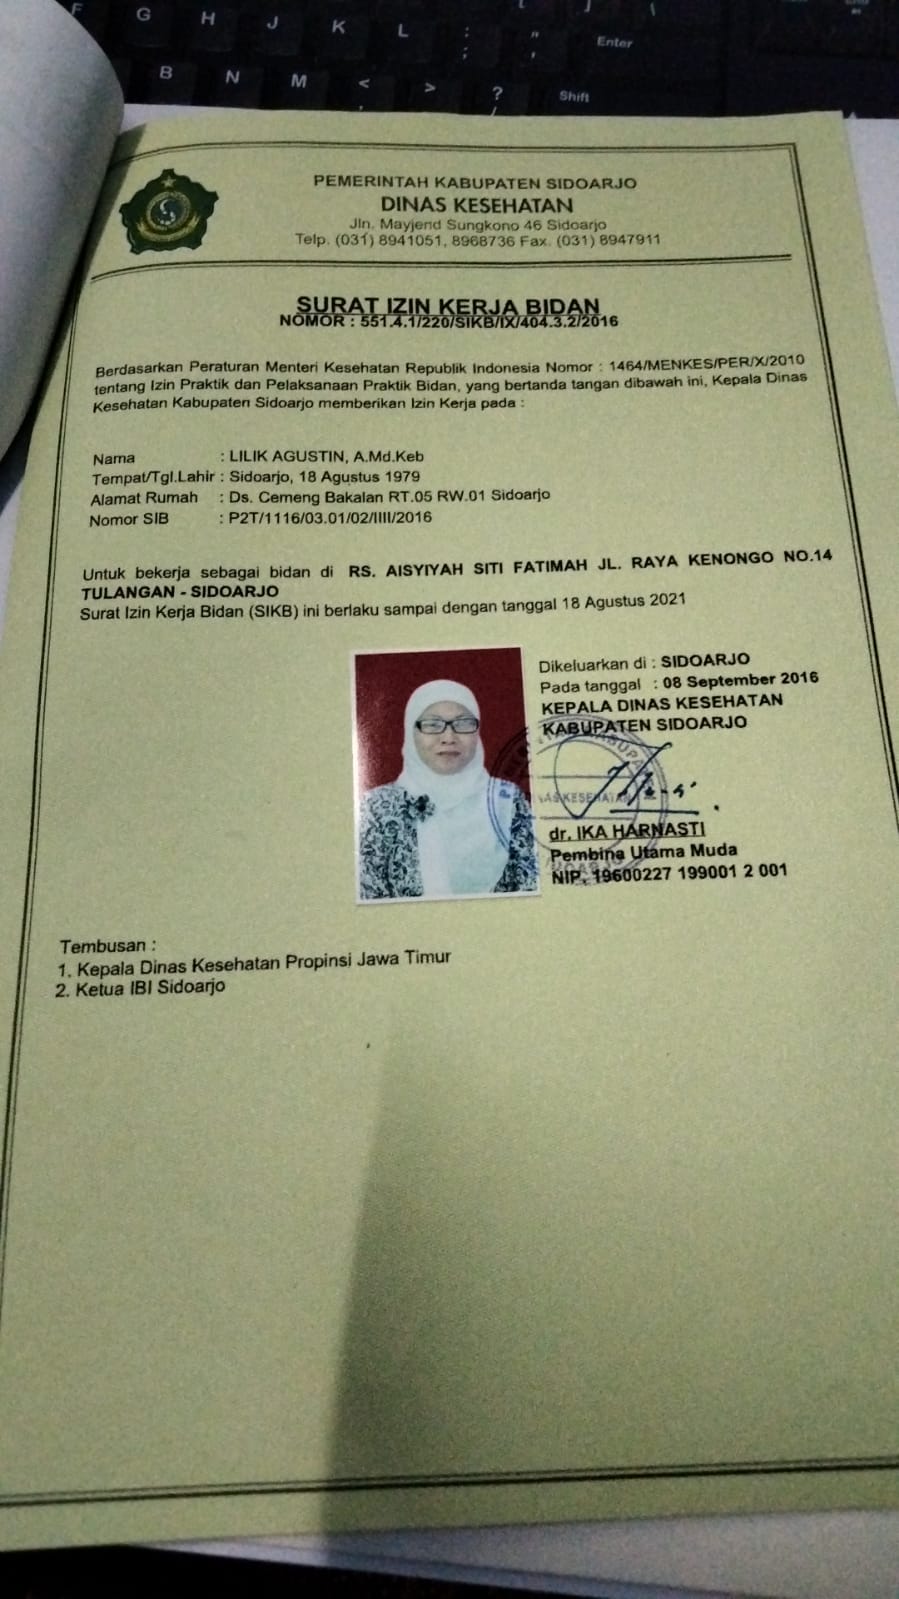 F G H J K L : ; " ' Enter
B N M < > ? / Shift
PEMERINTAH KABUPATEN SIDOARJO
DINAS KESEHATAN
Jln. Mayjend Sungkono 46 Sidoarjo
Telp. (031) 8941051, 8968736 Fax. (031) 8947911
SURAT IZIN KERJA BIDAN
NOMOR : 551.4.1/220/SIKB/IX/404.3.2/2016
Berdasarkan Peraturan Menteri Kesehatan Republik Indonesia Nomor : 1464/MENKES/PER/X/2010
tentang Izin Praktik dan Pelaksanaan Praktik Bidan, yang bertanda tangan dibawah ini, Kepala Dinas
Kesehatan Kabupaten Sidoarjo memberikan Izin Kerja pada :
Nama : LILIK AGUSTIN, A.Md.Keb
Tempat/Tgl.Lahir : Sidoarjo, 18 Agustus 1979
Alamat Rumah : Ds. Cemeng Bakalan RT.05 RW.01 Sidoarjo
Nomor SIB : P2T/1116/03.01/02/IIII/2016
Untuk bekerja sebagai bidan di RS. AISYIYAH SITI FATIMAH JL. RAYA KENONGO NO.14
TULANGAN - SIDOARJO
Surat Izin Kerja Bidan (SIKB) ini berlaku sampai dengan tanggal 18 Agustus 2021
Dikeluarkan di : SIDOARJO
Pada tanggal : 08 September 2016
KEPALA DINAS KESEHATAN
KABUPATEN SIDOARJO
dr. IKA HARNASTI
Pembina Utama Muda
NIP. 19600227 199001 2 001
Tembusan :
1. Kepala Dinas Kesehatan Propinsi Jawa Timur
2. Ketua IBI Sidoarjo